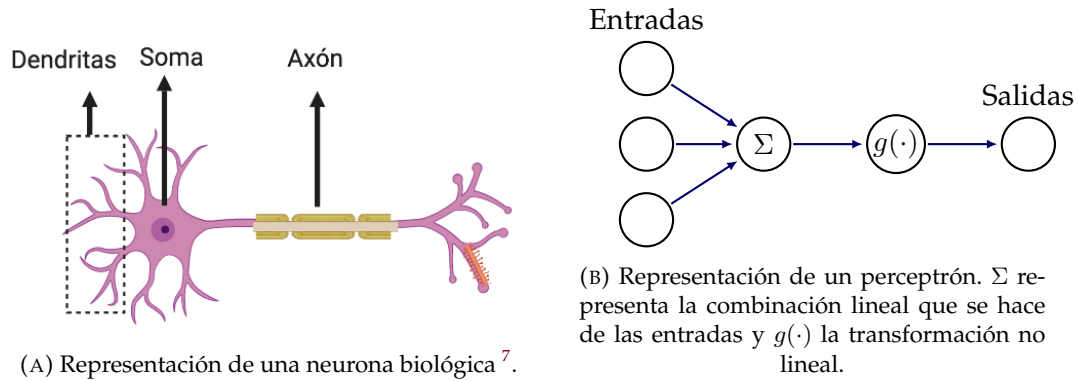 Dendritas
Soma
Axón
(A) Representación de una neurona biológica 7.
Entradas
Salidas
Σ
g(·)
(B) Representación de un perceptrón. Σ re-
presenta la combinación lineal que se hace
de las entradas y g(·) la transformación no
lineal.